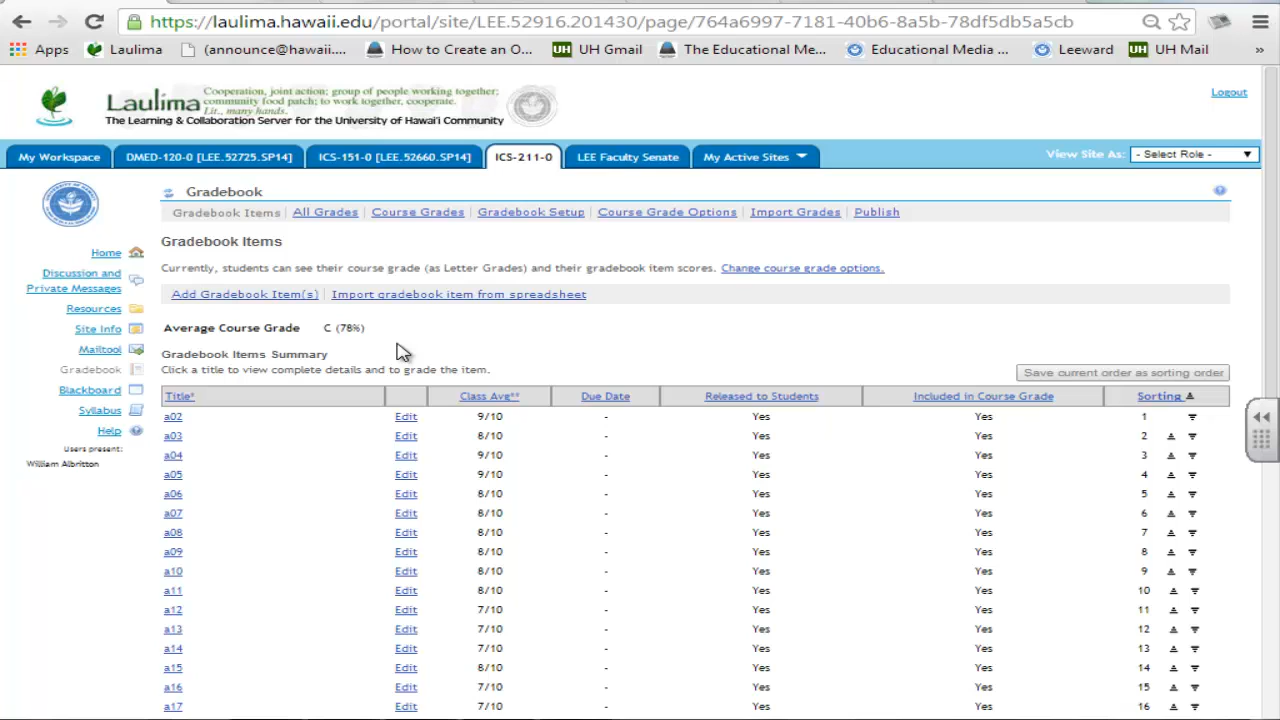 https://laulima.hawaii.edu/portal/site/LEE.52916.201430/page/764a6997-7181-40b6-8a5b-78df5db5a5cb
Apps Laulima (announce@hawaii.... How to Create an O... UH UH Gmail The Educational Me... Educational Media ... Leeward UH UH Mail »
Laulima Cooperation, joint action; group of people working together;
community food patch; to work together, cooperate.
Lit., many hands.
The Learning & Collaboration Server for the University of Hawai'i Community
Logout
My Workspace DMED-120-0 [LEE.52725.SP14] ICS-151-0 [LEE.52660.SP14] ICS-211-0 LEE Faculty Senate My Active Sites View Site As: - Select Role -
Gradebook
Gradebook Items All Grades Course Grades Gradebook Setup Course Grade Options Import Grades Publish
Home
Discussion and
Private Messages
Resources
Site Info
Mailtool
Gradebook
Blackboard
Syllabus
Help
Users present:
William Albritton
Gradebook Items
Currently, students can see their course grade (as Letter Grades) and their gradebook item scores. Change course grade options.
Add Gradebook Item(s) Import gradebook item from spreadsheet
Average Course Grade C (78%)
Gradebook Items Summary
Click a title to view complete details and to grade the item.
Save current order as sorting order
Title* Class Avg** Due Date Released to Students Included in Course Grade Sorting
a02 Edit 9/10 - Yes Yes 1
a03 Edit 8/10 - Yes Yes 2
a04 Edit 9/10 - Yes Yes 3
a05 Edit 9/10 - Yes Yes 4
a06 Edit 8/10 - Yes Yes 5
a07 Edit 8/10 - Yes Yes 6
a08 Edit 8/10 - Yes Yes 7
a09 Edit 8/10 - Yes Yes 8
a10 Edit 8/10 - Yes Yes 9
a11 Edit 8/10 - Yes Yes 10
a12 Edit 7/10 - Yes Yes 11
a13 Edit 7/10 - Yes Yes 12
a14 Edit 7/10 - Yes Yes 13
a15 Edit 8/10 - Yes Yes 14
a16 Edit 7/10 - Yes Yes 15
a17 Edit 7/10 - Yes Yes 16